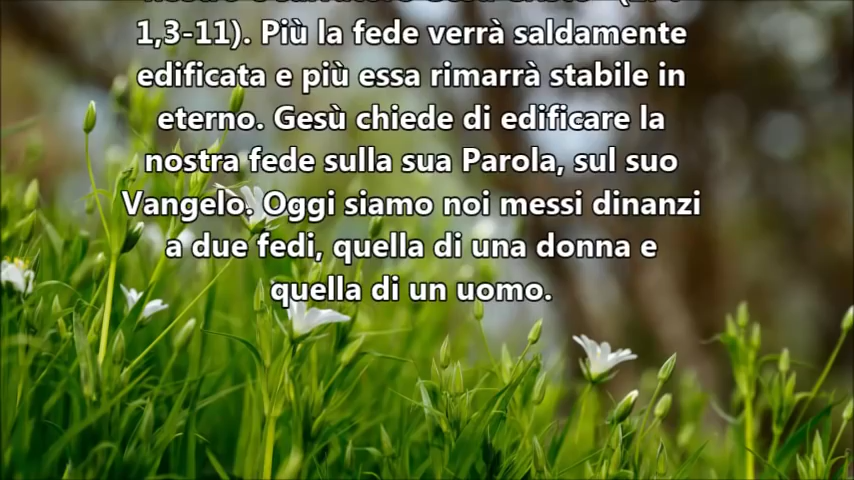 1,3-11). Più la fede verrà saldamente
edificata e più essa rimarrà stabile in
eterno. Gesù chiede di edificare la
nostra fede sulla sua Parola, sul suo
Vangelo. Oggi siamo noi messi dinanzi
a due fedi, quella di una donna e
quella di un uomo.